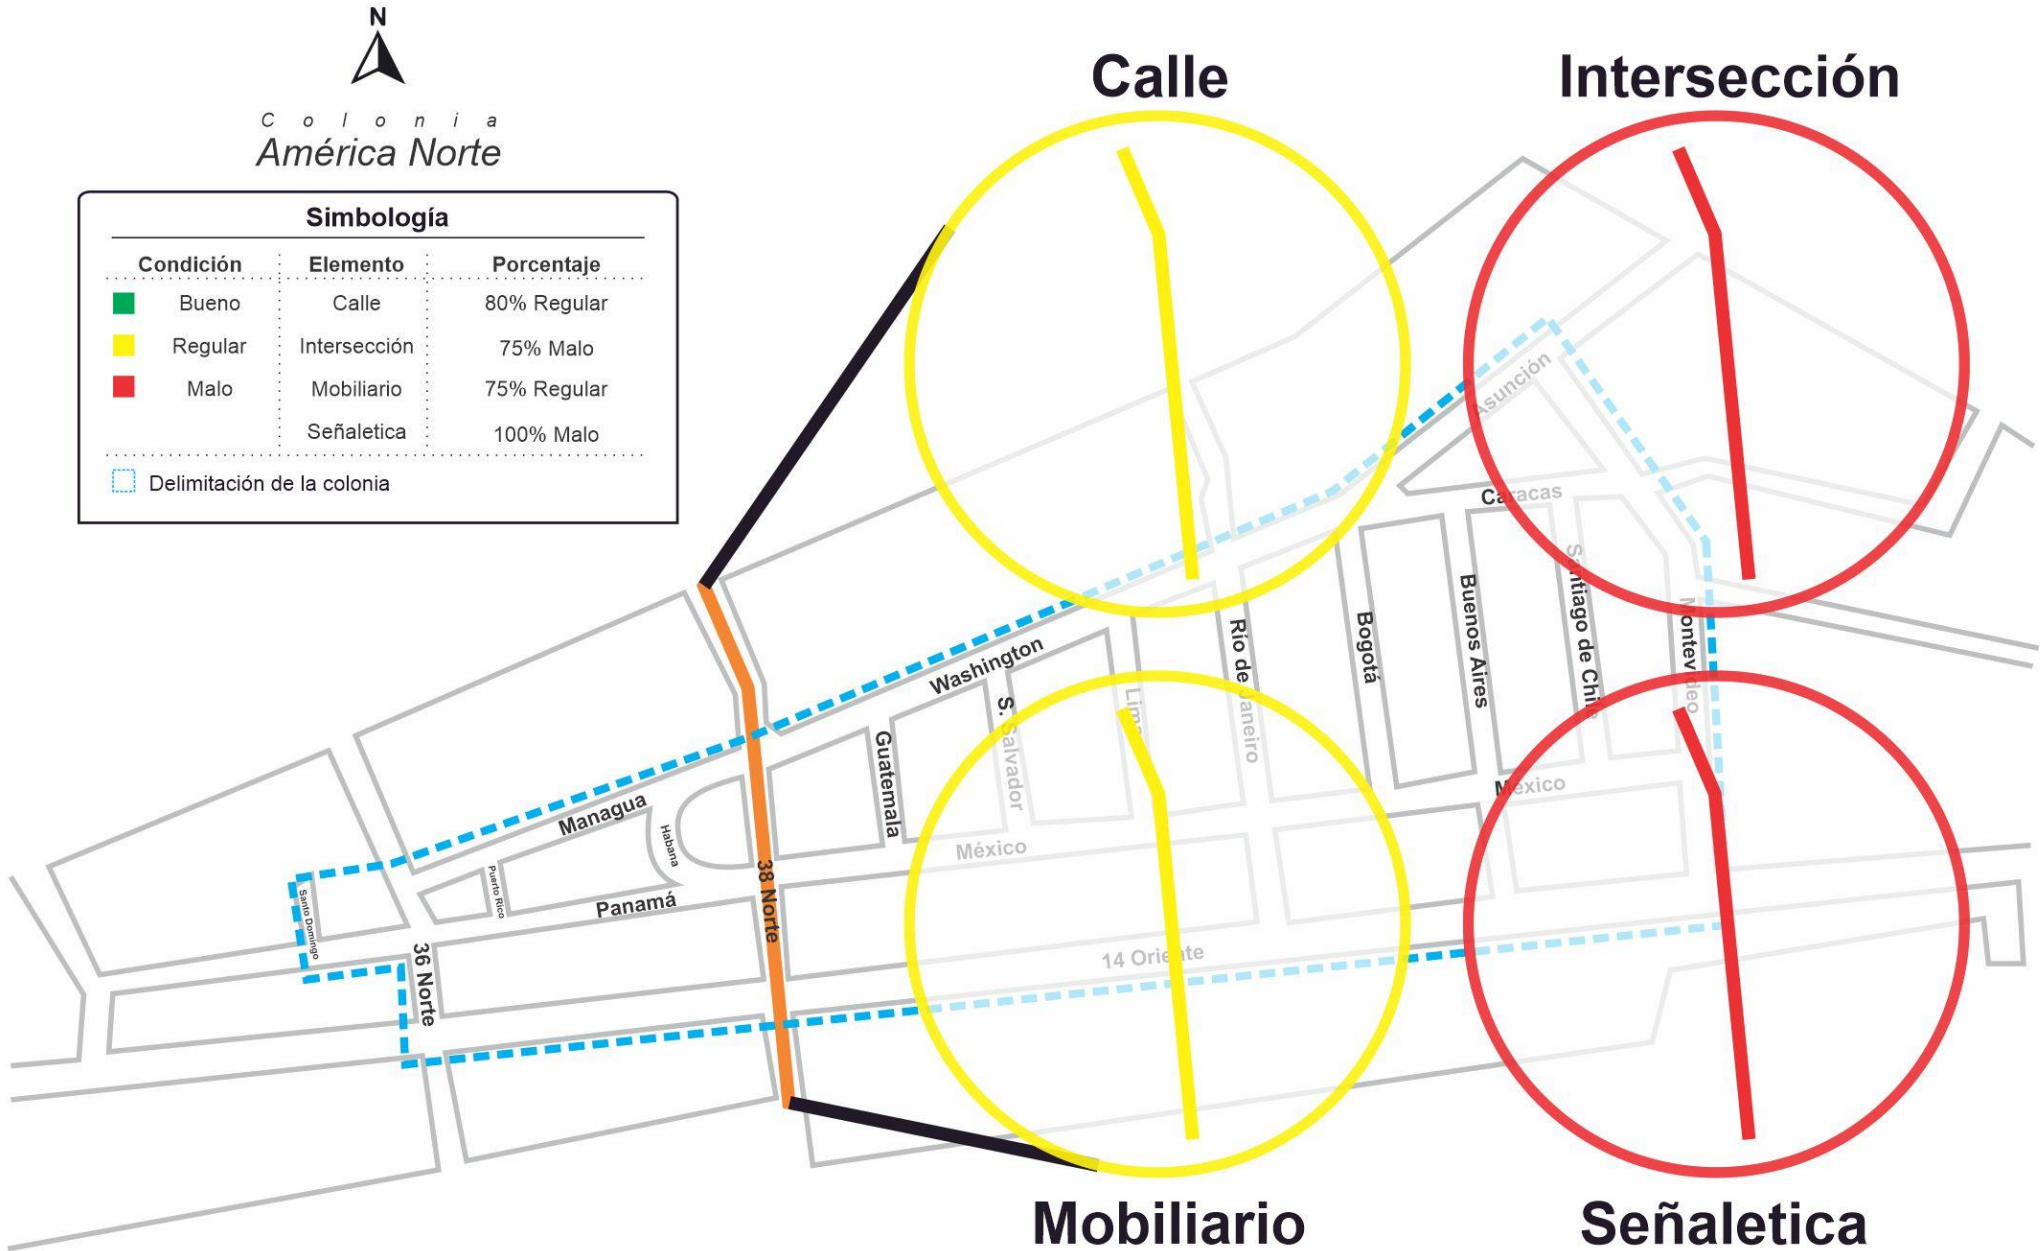 N
Colonia
América Norte
Simbología
Condición Elemento Porcentaje
Bueno Calle 80% Regular
Regular Intersección 75% Malo
Malo Mobiliario 75% Regular
Señaletica 100% Malo
Delimitación de la colonia
Calle
Intersección
Asunción
Caracas
Santiago de Chile
Montevideo
Buenos Aires
Bogotá
Río de Janeiro
Lima
Washington
S. Salvador
Guatemala
Managua
Habana
México
México
Puerto Rico
Panamá
38 Norte
Santo Domingo
36 Norte
14 Oriente
Mobiliario
Señaletica